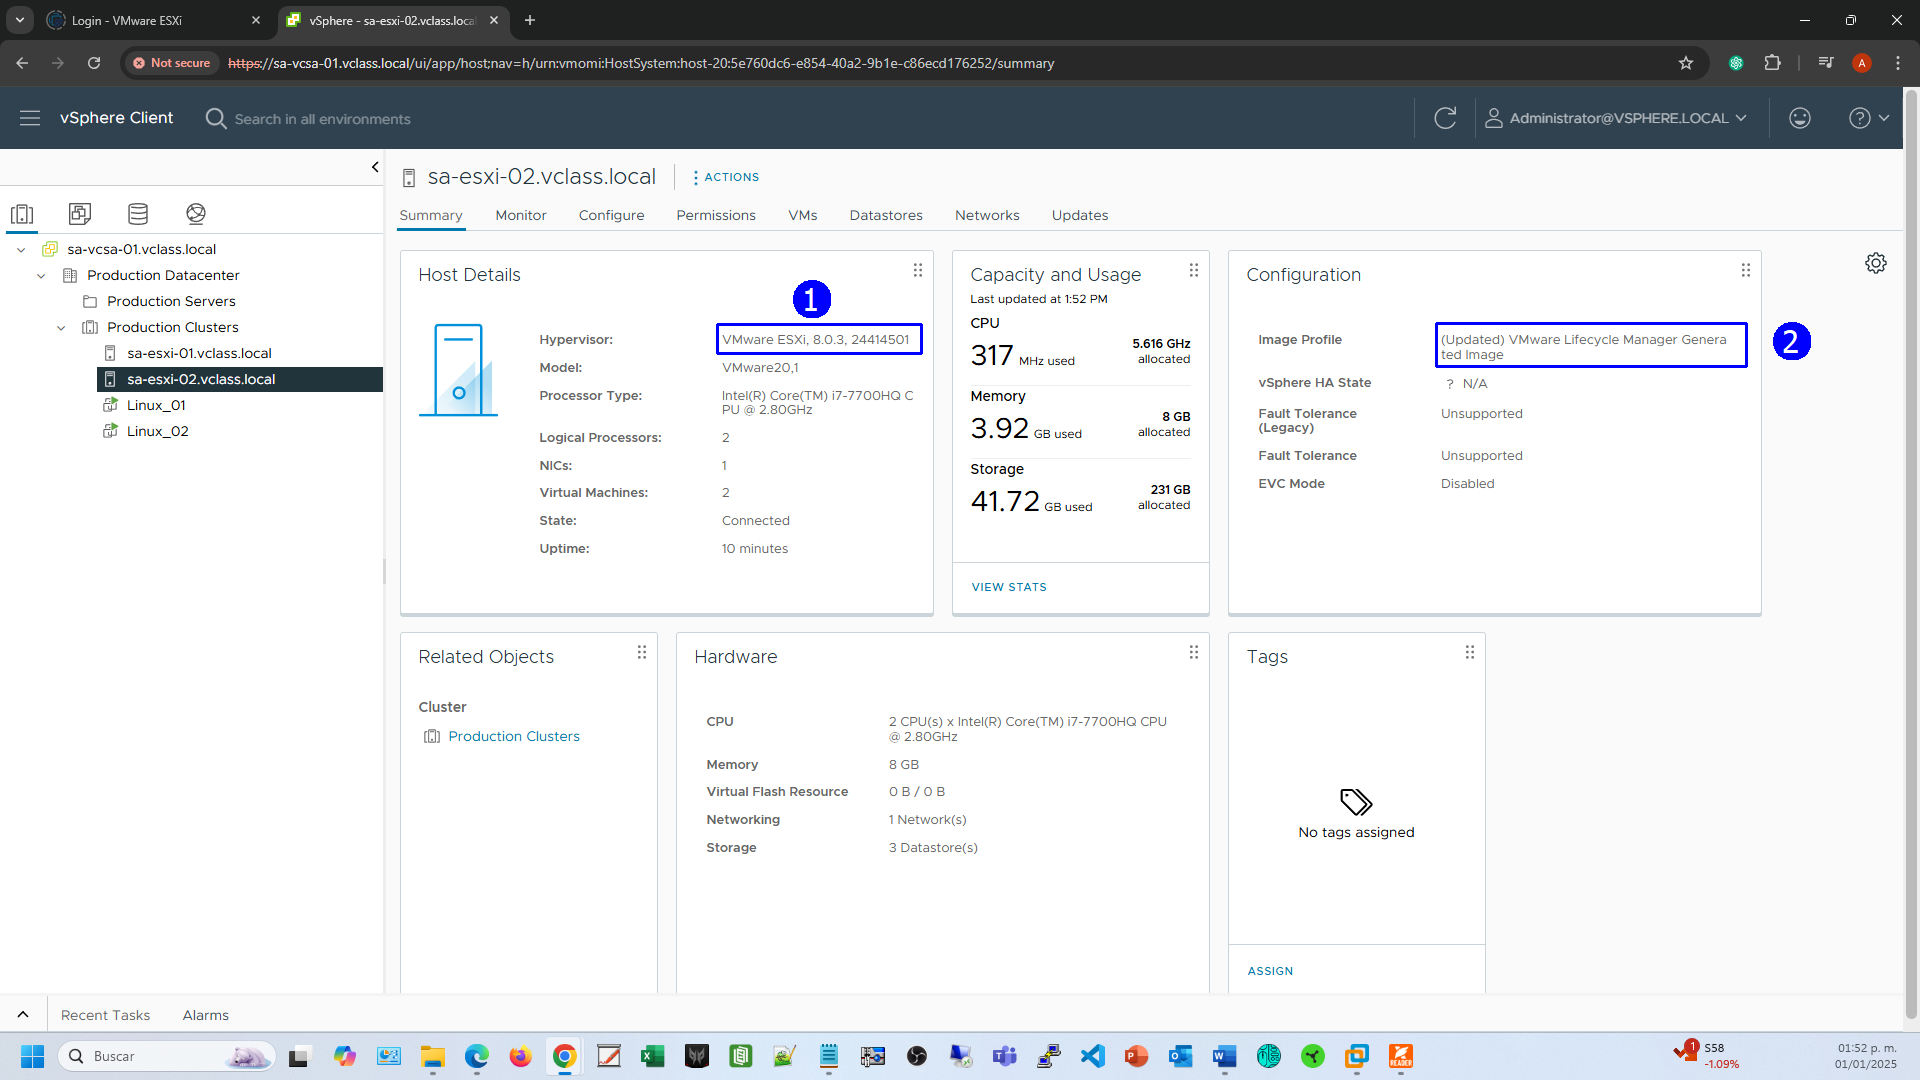 Login - VMware ESXi
vSphere - sa-esxi-02.vclass.loca
Not secure
https://sa-vcsa-01.vclass.local/ui/app/host;nav=h/urn:vmomi:HostSystem:host-20:5e760dc6-e854-40a2-9b1e-c86ecd176252/summary
A
vSphere Client
Search in all environments
Administrator@VSPHERE.LOCAL
sa-esxi-02.vclass.local
ACTIONS
Summary
Monitor
Configure
Permissions
VMs
Datastores
Networks
Updates
sa-vcsa-01.vclass.local
Production Datacenter
Production Servers
Production Clusters
sa-esxi-01.vclass.local
sa-esxi-02.vclass.local
Linux_01
Linux_02
Host Details
1
Hypervisor:
VMware ESXi, 8.0.3, 24414501
Model:
VMware20,1
Processor Type:
Intel(R) Core(TM) i7-7700HQ C
PU @ 2.80GHz
Logical Processors:
2
NICs:
1
Virtual Machines:
2
State:
Connected
Uptime:
10 minutes
Capacity and Usage
Last updated at 1:52 PM
CPU
317 MHz used
5.616 GHz
allocated
Memory
3.92 GB used
8 GB
allocated
Storage
41.72 GB used
231 GB
allocated
VIEW STATS
Configuration
Image Profile
(Updated) VMware Lifecycle Manager Genera
ted Image
2
vSphere HA State
? N/A
Fault Tolerance
(Legacy)
Unsupported
Fault Tolerance
Unsupported
EVC Mode
Disabled
Related Objects
Cluster
Production Clusters
Hardware
CPU
2 CPU(s) x Intel(R) Core(TM) i7-7700HQ CPU
@ 2.80GHz
Memory
8 GB
Virtual Flash Resource
0 B / 0 B
Networking
1 Network(s)
Storage
3 Datastore(s)
Tags
No tags assigned
ASSIGN
Recent Tasks
Alarms
Buscar
READER
1
S58
-1.09%
01:52 p. m.
01/01/2025